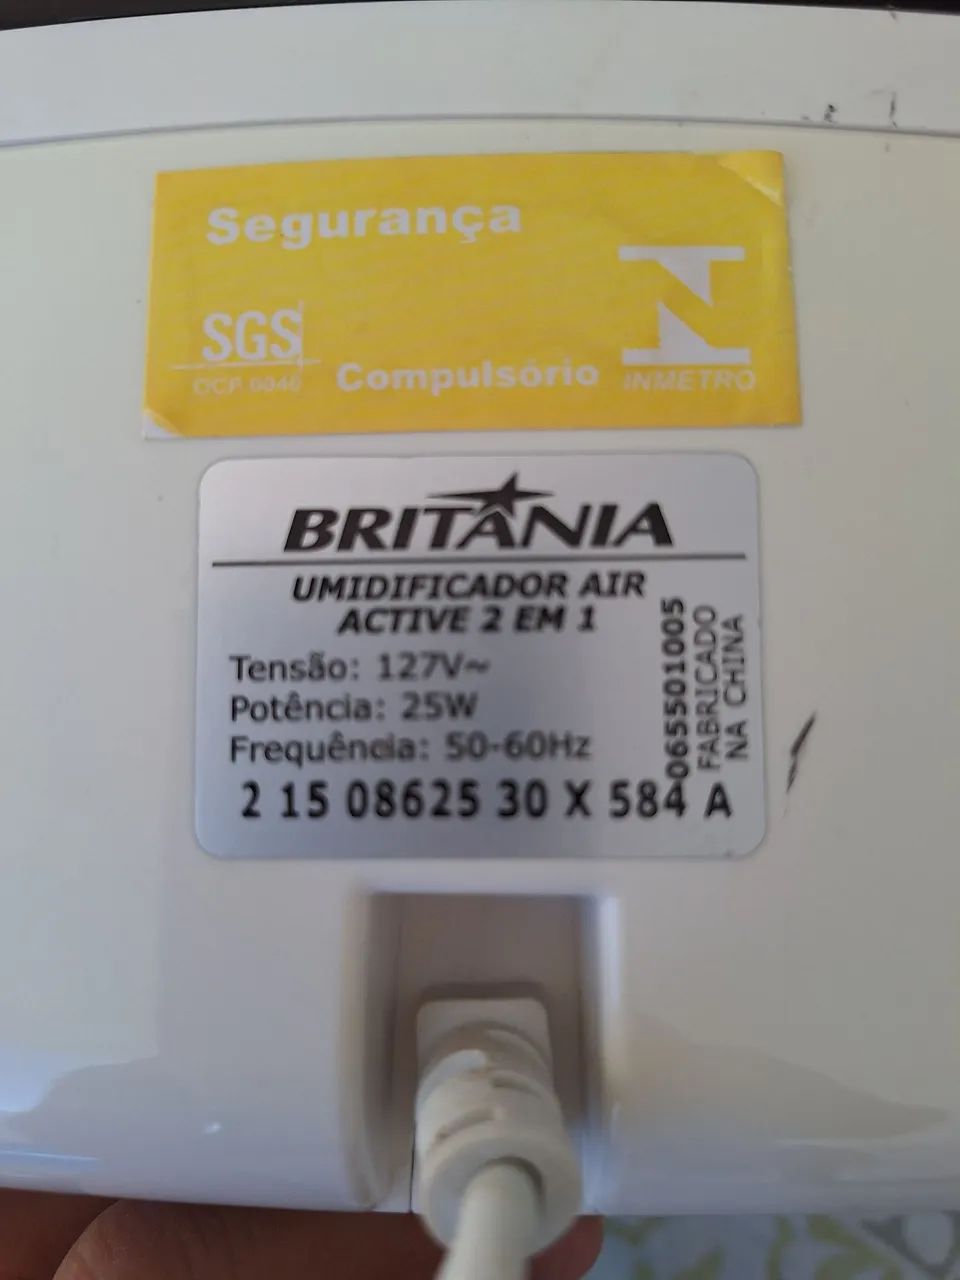 Segurança
SGS
OCP 0040
Compulsório
INMETRO
BRITÂNIA
UMIDIFICADOR AIR
ACTIVE 2 EM 1
Tensão: 127V~
Potência: 25W
Frequência: 50-60Hz
2 15 08625 30 X 584 A
065501005
FABRICADO
NA CHINA